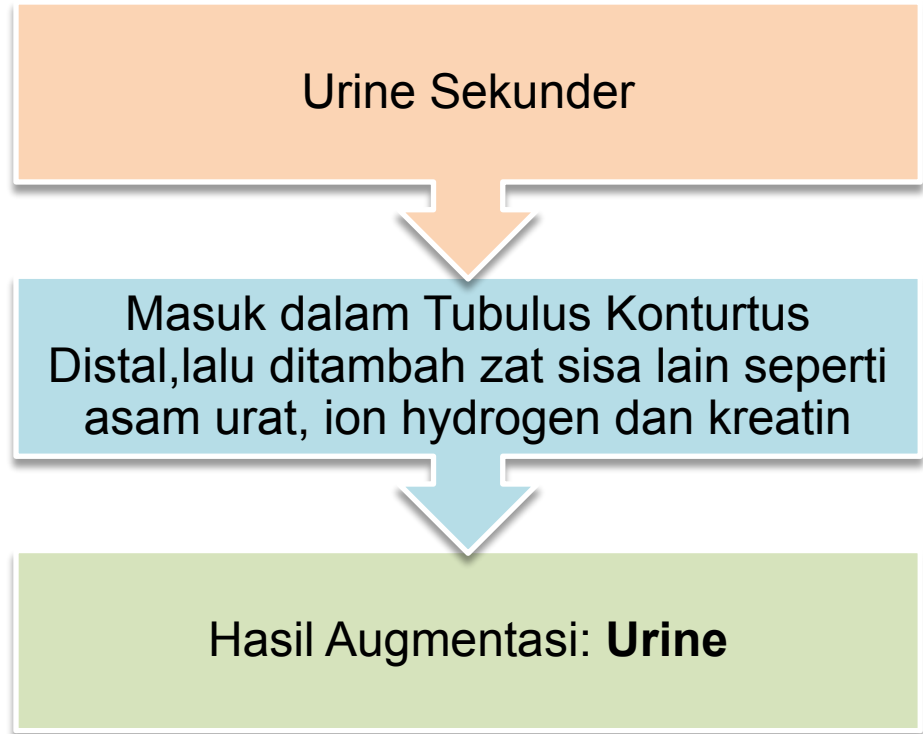 Urine Sekunder
Masuk dalam Tubulus Konturtus
Distal,lalu ditambah zat sisa lain seperti
asam urat, ion hydrogen dan kreatin
Hasil Augmentasi: Urine